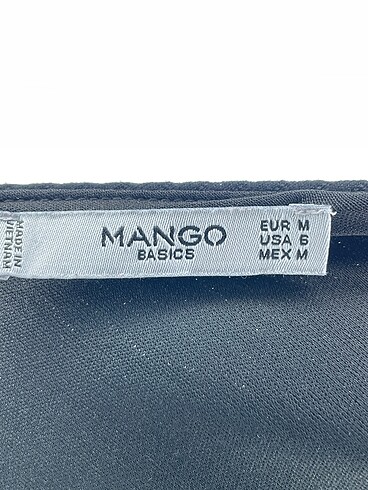 MADE IN
VIETNAM
MANGO
BASICS
EUR M
USA 6
MEX M